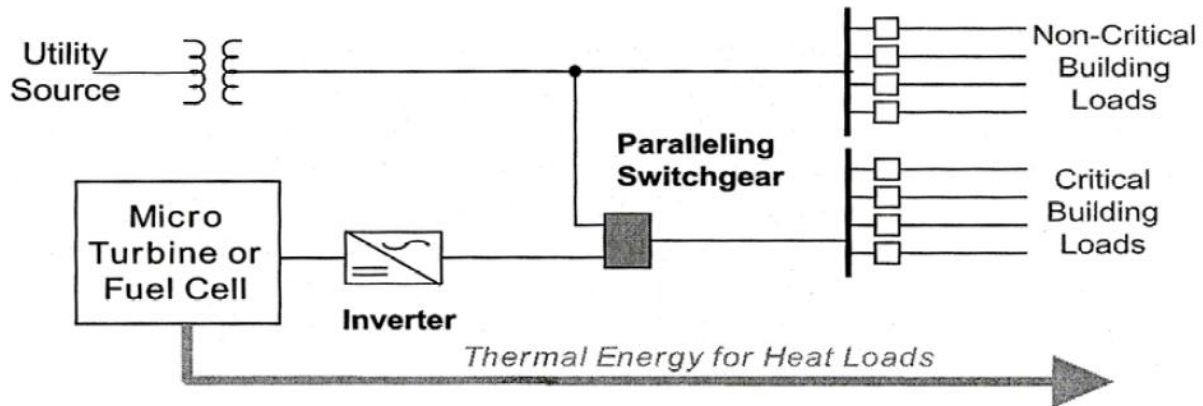 Utility
Source
Non-Critical
Building
Loads
Paralleling
Switchgear
Critical
Building
Loads
Micro
Turbine or
Fuel Cell
Inverter
Thermal Energy for Heat Loads